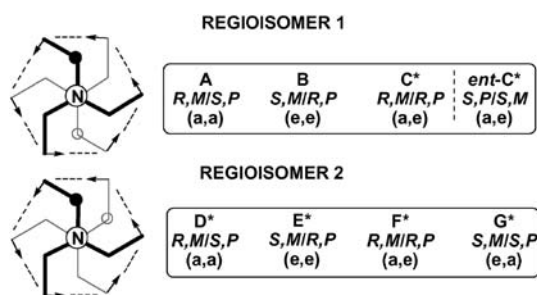 REGIOISOMER 1
A B C* ent-C*
R,M/S,P S,M/R,P R,M/R,P S,P/S,M
(a,a) (e,e) (a,e) (a,e)
N
REGIOISOMER 2
D* E* F* G*
R,M/S,P S,M/R,P R,M/R,P S,M/S,P
(a,a) (e,e) (a,e) (e,a)
N